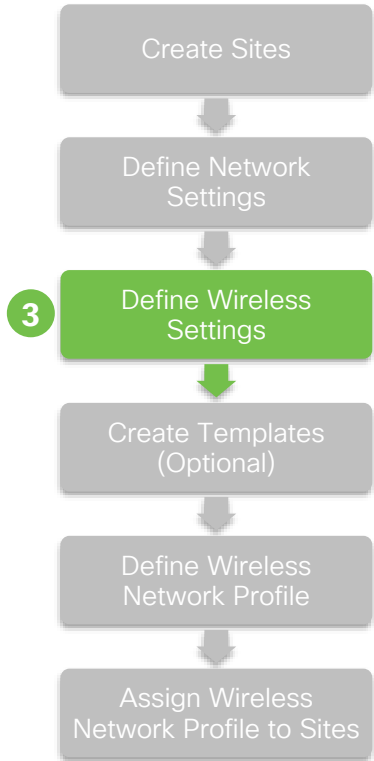 Create Sites
Define Network
Settings
3
Define Wireless
Settings
Create Templates
(Optional)
Define Wireless
Network Profile
Assign Wireless
Network Profile to Sites